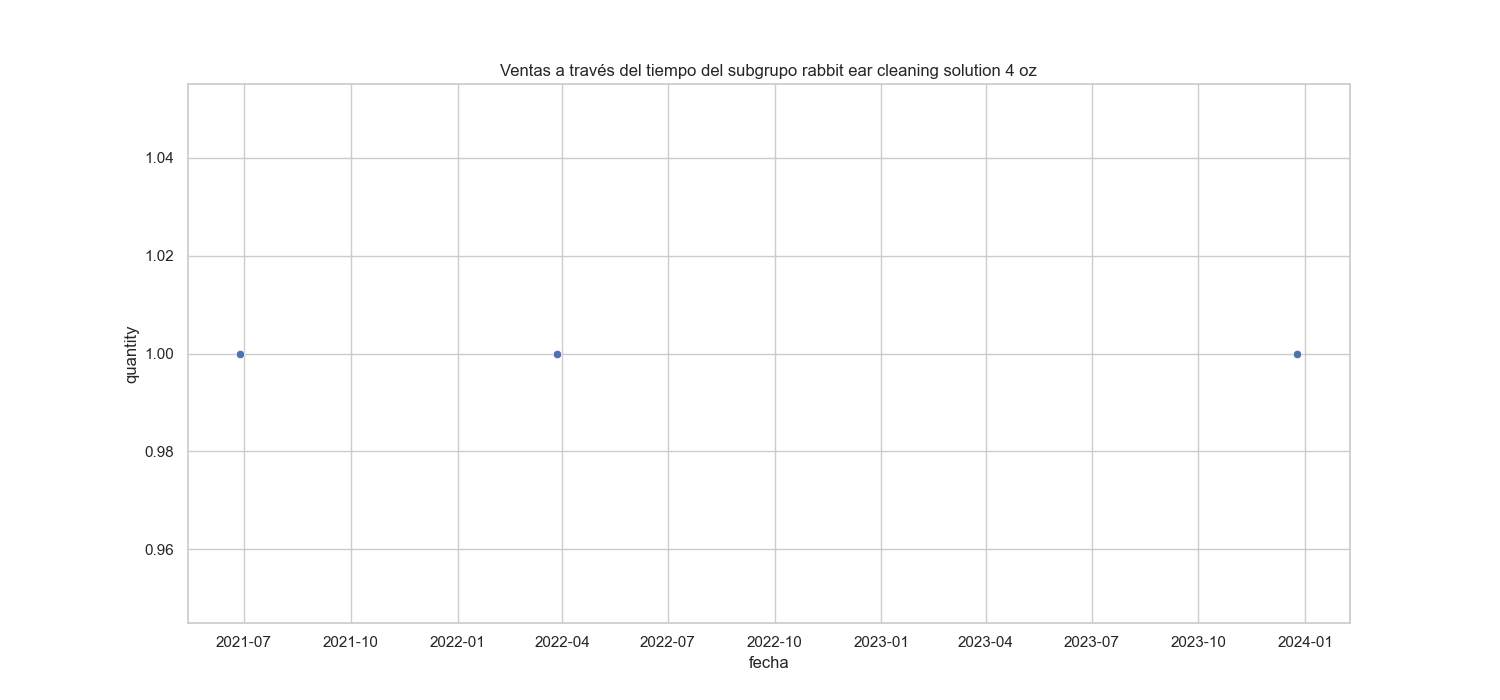 Ventas a través del tiempo del subgrupo rabbit ear cleaning solution 4 oz
1.04
1.02
1.00
0.98
0.96
quantity
2021-07 2021-10 2022-01 2022-04 2022-07 2022-10 2023-01 2023-04 2023-07 2023-10 2024-01
fecha